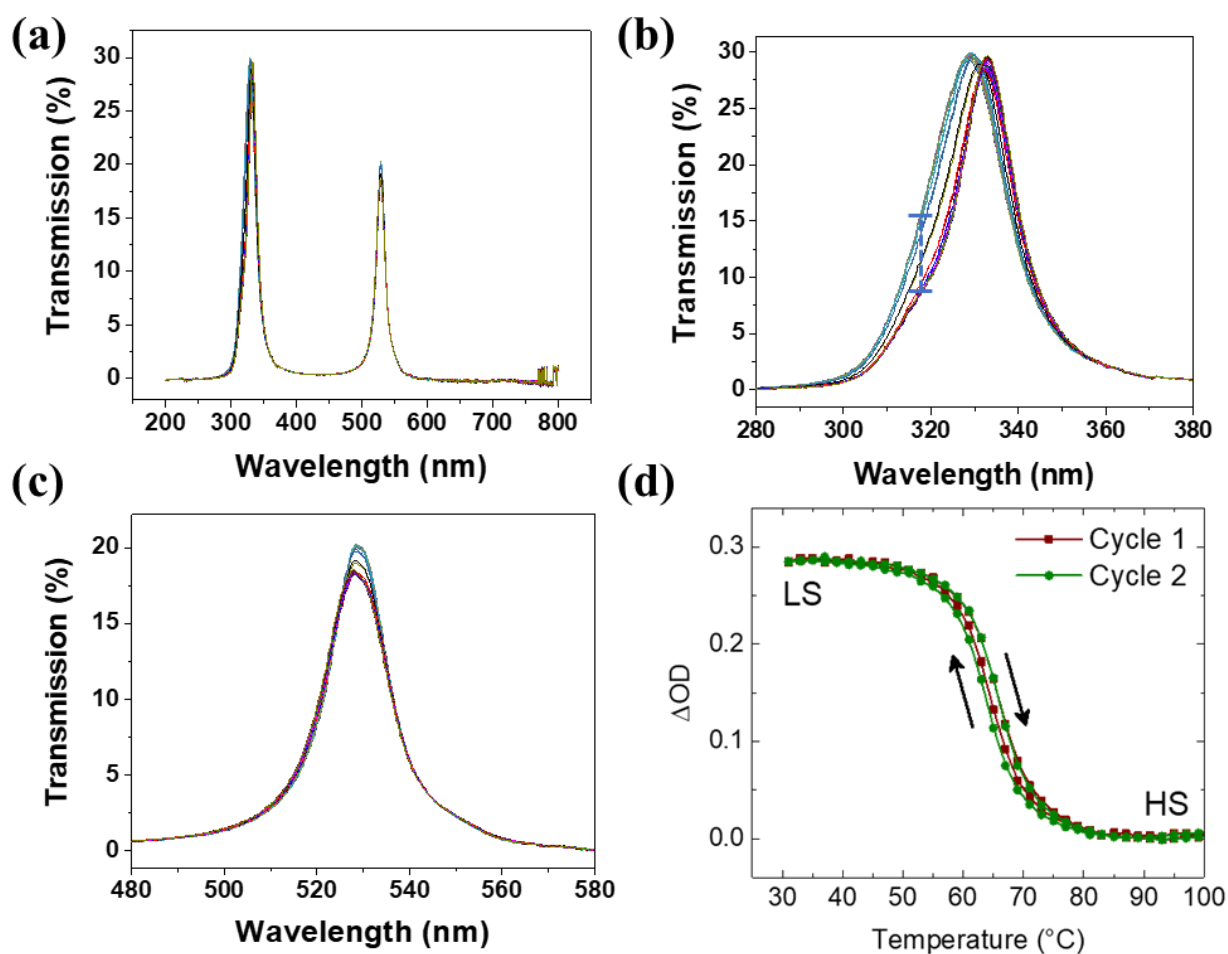 (a)
Transmission (%)
30
25
20
15
10
5
0
200 300 400 500 600 700 800
Wavelength (nm)
(b)
Transmission (%)
30
25
20
15
10
5
0
280 300 320 340 360 380
Wavelength (nm)
(c)
Transmission (%)
20
15
10
5
0
480 500 520 540 560 580
Wavelength (nm)
(d)
ΔOD
0.3
0.2
0.1
0.0
LS
Cycle 1
Cycle 2
HS
30 40 50 60 70 80 90 100
Temperature (°C)